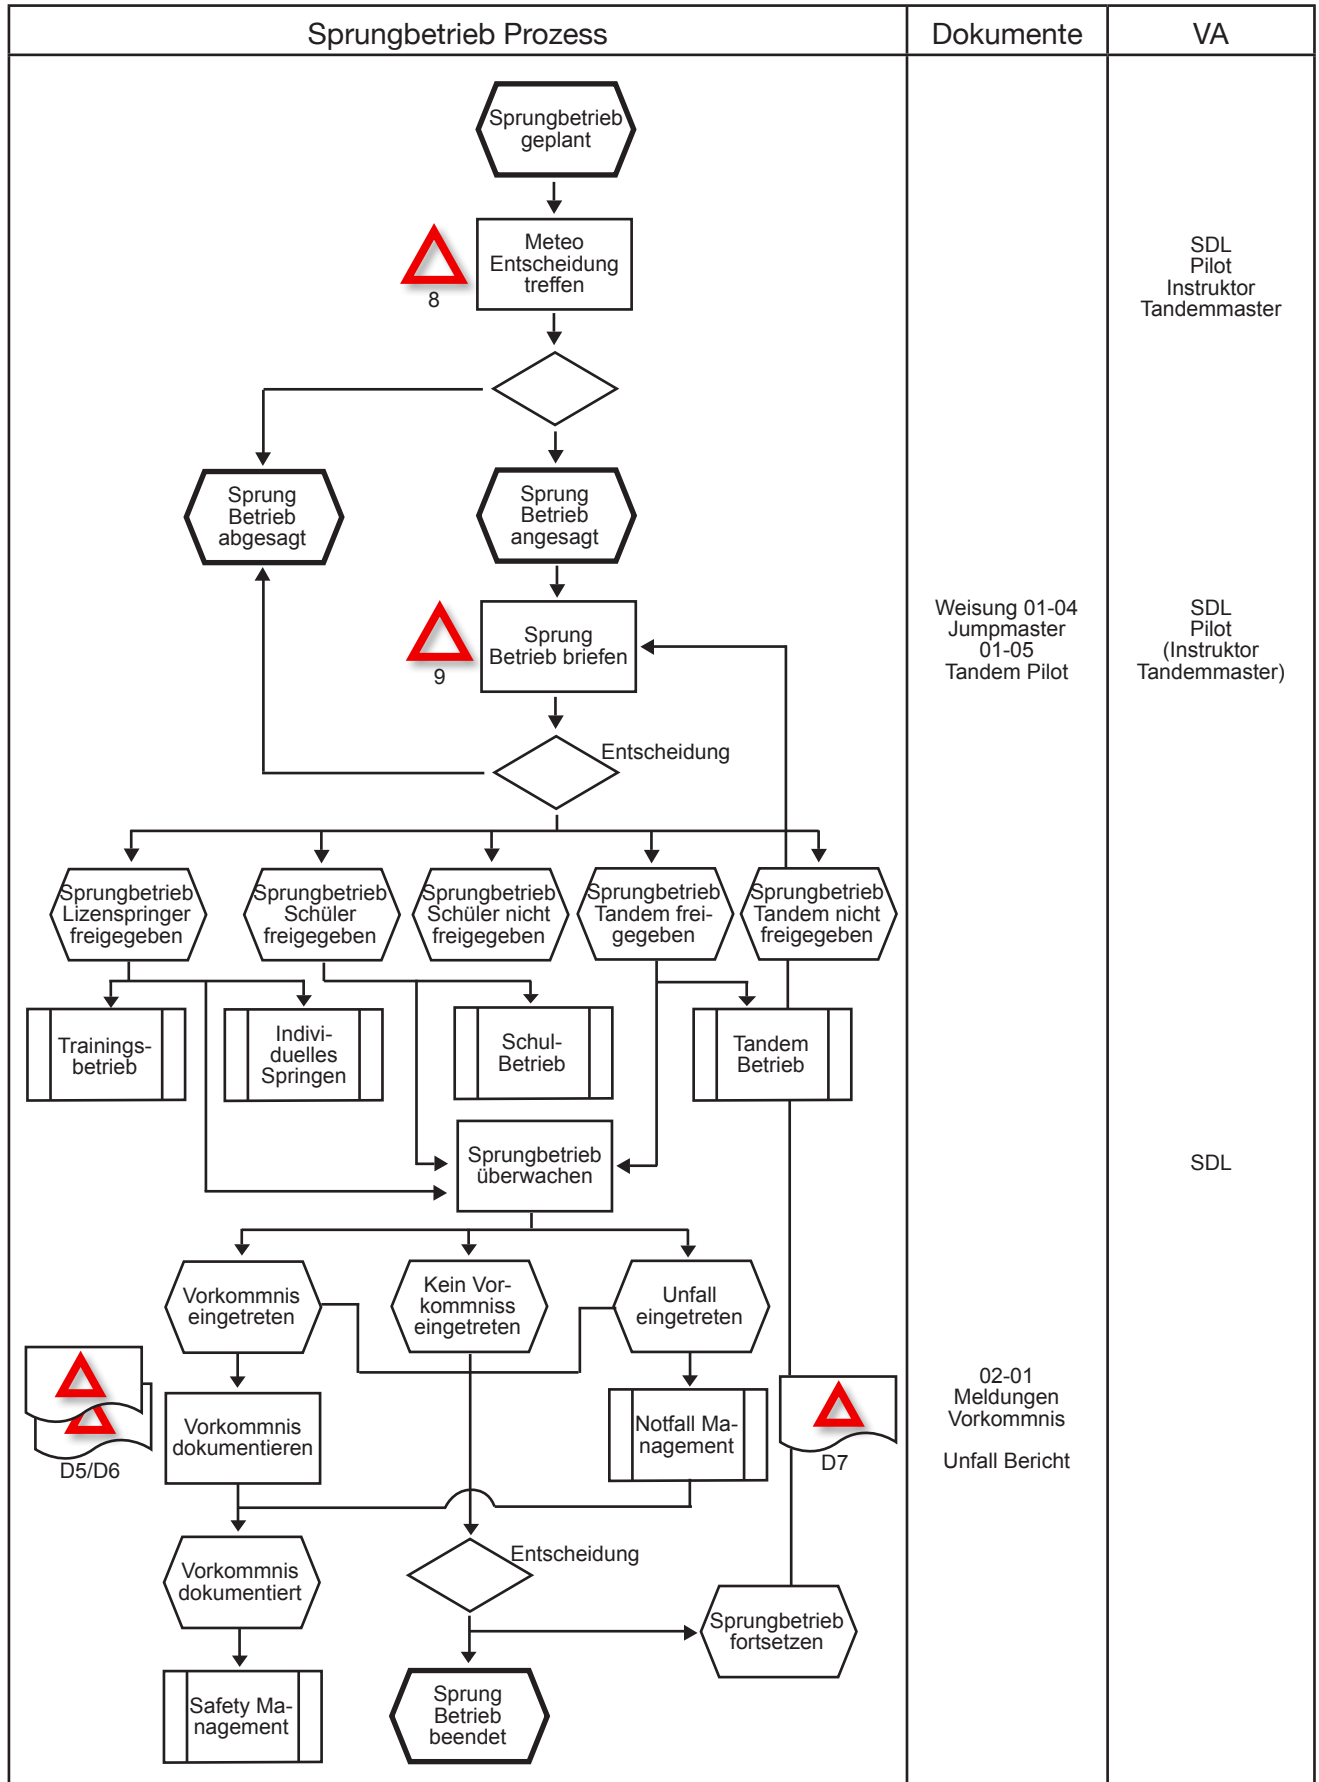 Sprungbetrieb Prozess
Dokumente
VA
Sprungbetrieb
geplant
8
Meteo
Entscheidung
treffen
SDL
Pilot
Instruktor
Tandemmaster
Sprung
Betrieb
abgesagt
Sprung
Betrieb
angesagt
9
Sprung
Betrieb briefen
Weisung 01-04
Jumpmaster
01-05
Tandem Pilot
SDL
Pilot
(Instruktor
Tandemmaster)
Entscheidung
Sprungbetrieb
Lizenspringer
freigegeben
Sprungbetrieb
Schüler
freigegeben
Sprungbetrieb
Schüler nicht
freigegeben
Sprungbetrieb
Tandem frei-
gegeben
Sprungbetrieb
Tandem nicht
freigegeben
Trainings-
betrieb
Indivi-
duelles
Springen
Schul-
Betrieb
Tandem
Betrieb
Sprungbetrieb
überwachen
SDL
Vorkommnis
eingetreten
Kein Vor-
kommniss
eingetreten
Unfall
eingetreten
D5/D6
Vorkommnis
dokumentieren
Notfall Ma-
nagement
D7
02-01
Meldungen
Vorkommnis
Unfall Bericht
Vorkommnis
dokumentiert
Entscheidung
Sprungbetrieb
fortsetzen
Safety Ma-
nagement
Sprung
Betrieb
beendet